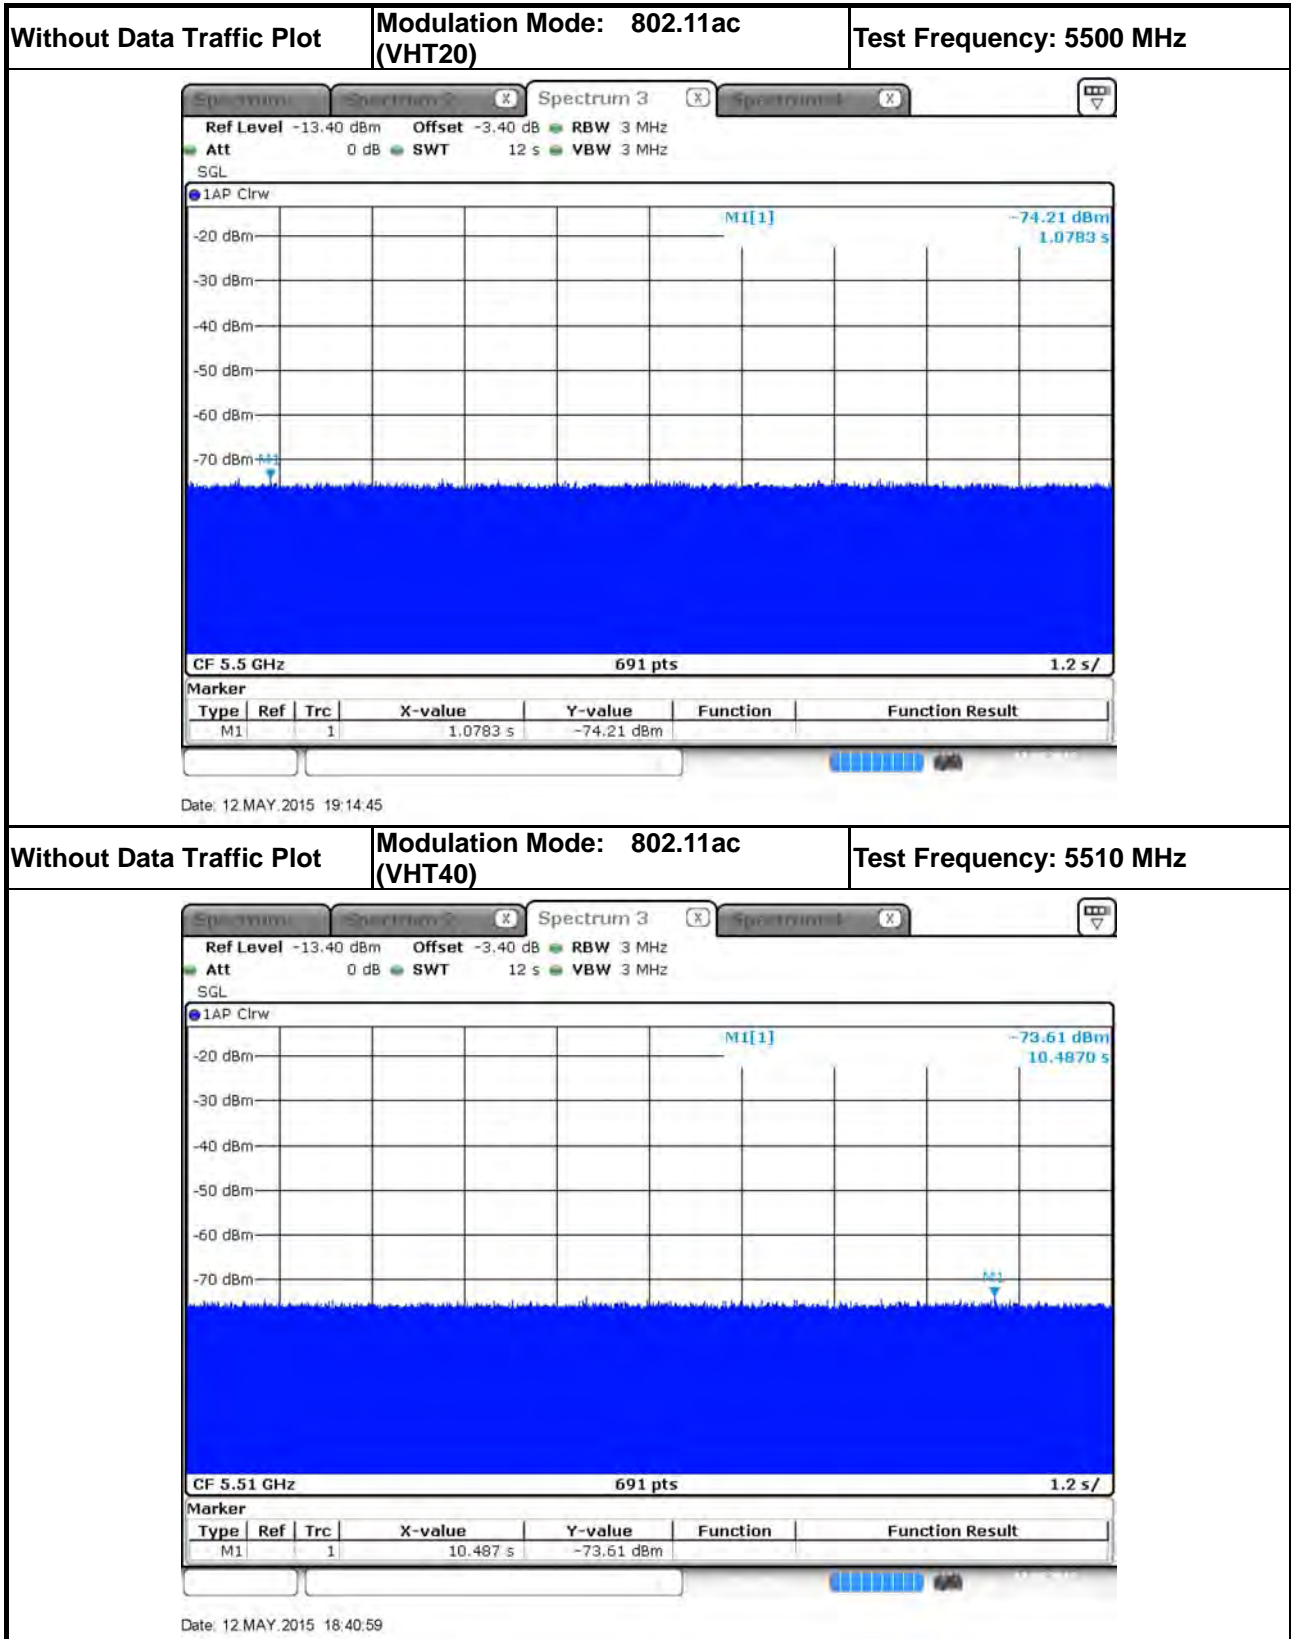 Without Data Traffic Plot
Modulation Mode: 802.11ac
(VHT20)
Test Frequency: 5500 MHz
Spectrum 3
Ref Level -13.40 dBm Offset -3.40 dB RBW 3 MHz
Att 0 dB SWT 12 s VBW 3 MHz
SGL
1AP Clrw
M1[1] -74.21 dBm
1.0783 s
-20 dBm
-30 dBm
-40 dBm
-50 dBm
-60 dBm
-70 dBm
M1
CF 5.5 GHz 691 pts 1.2 s/
Marker
Type Ref Trc X-value Y-value Function Function Result
M1 1 1.0783 s -74.21 dBm
Date: 12.MAY.2015 19:14:45
Without Data Traffic Plot
Modulation Mode: 802.11ac
(VHT40)
Test Frequency: 5510 MHz
Spectrum 3
Ref Level -13.40 dBm Offset -3.40 dB RBW 3 MHz
Att 0 dB SWT 12 s VBW 3 MHz
SGL
1AP Clrw
M1[1] -73.61 dBm
10.4870 s
-20 dBm
-30 dBm
-40 dBm
-50 dBm
-60 dBm
-70 dBm
M1
CF 5.51 GHz 691 pts 1.2 s/
Marker
Type Ref Trc X-value Y-value Function Function Result
M1 1 10.487 s -73.61 dBm
Date: 12.MAY.2015 18:40:59